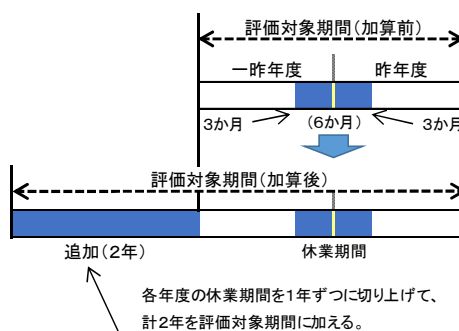 評価対象期間(加算前)
一昨年度 昨年度
3か月 (6か月) 3か月
評価対象期間(加算後)
追加(2年) 休業期間
各年度の休業期間を1年ずつに切り上げて、
計2年を評価対象期間に加える。